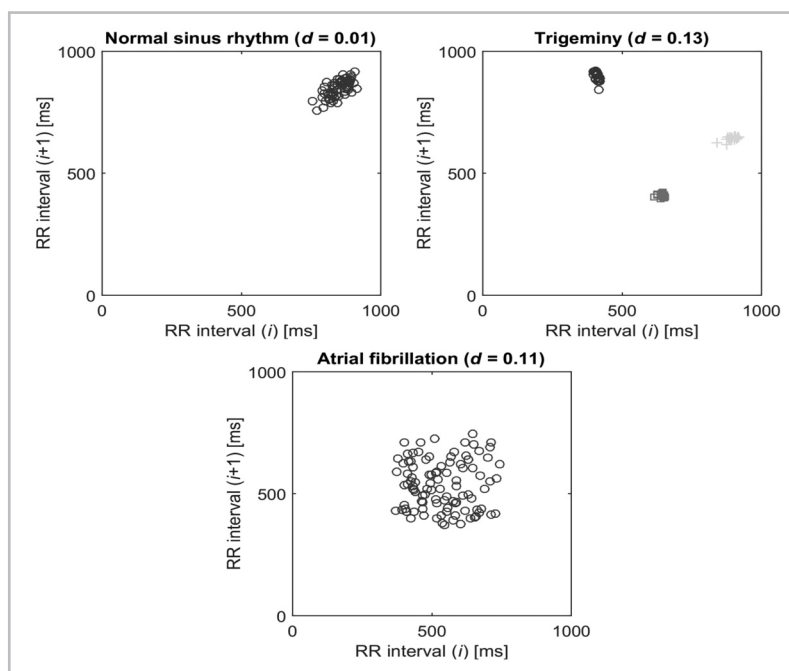 Normal sinus rhythm (d = 0.01)
1000
500
0
RR interval (i+1) [ms]
0
500
1000
RR interval (i) [ms]
Trigeminy (d = 0.13)
1000
500
0
RR interval (i+1) [ms]
0
500
1000
RR interval (i) [ms]
Atrial fibrillation (d = 0.11)
1000
500
0
RR interval (i+1) [ms]
0
500
1000
RR interval (i) [ms]